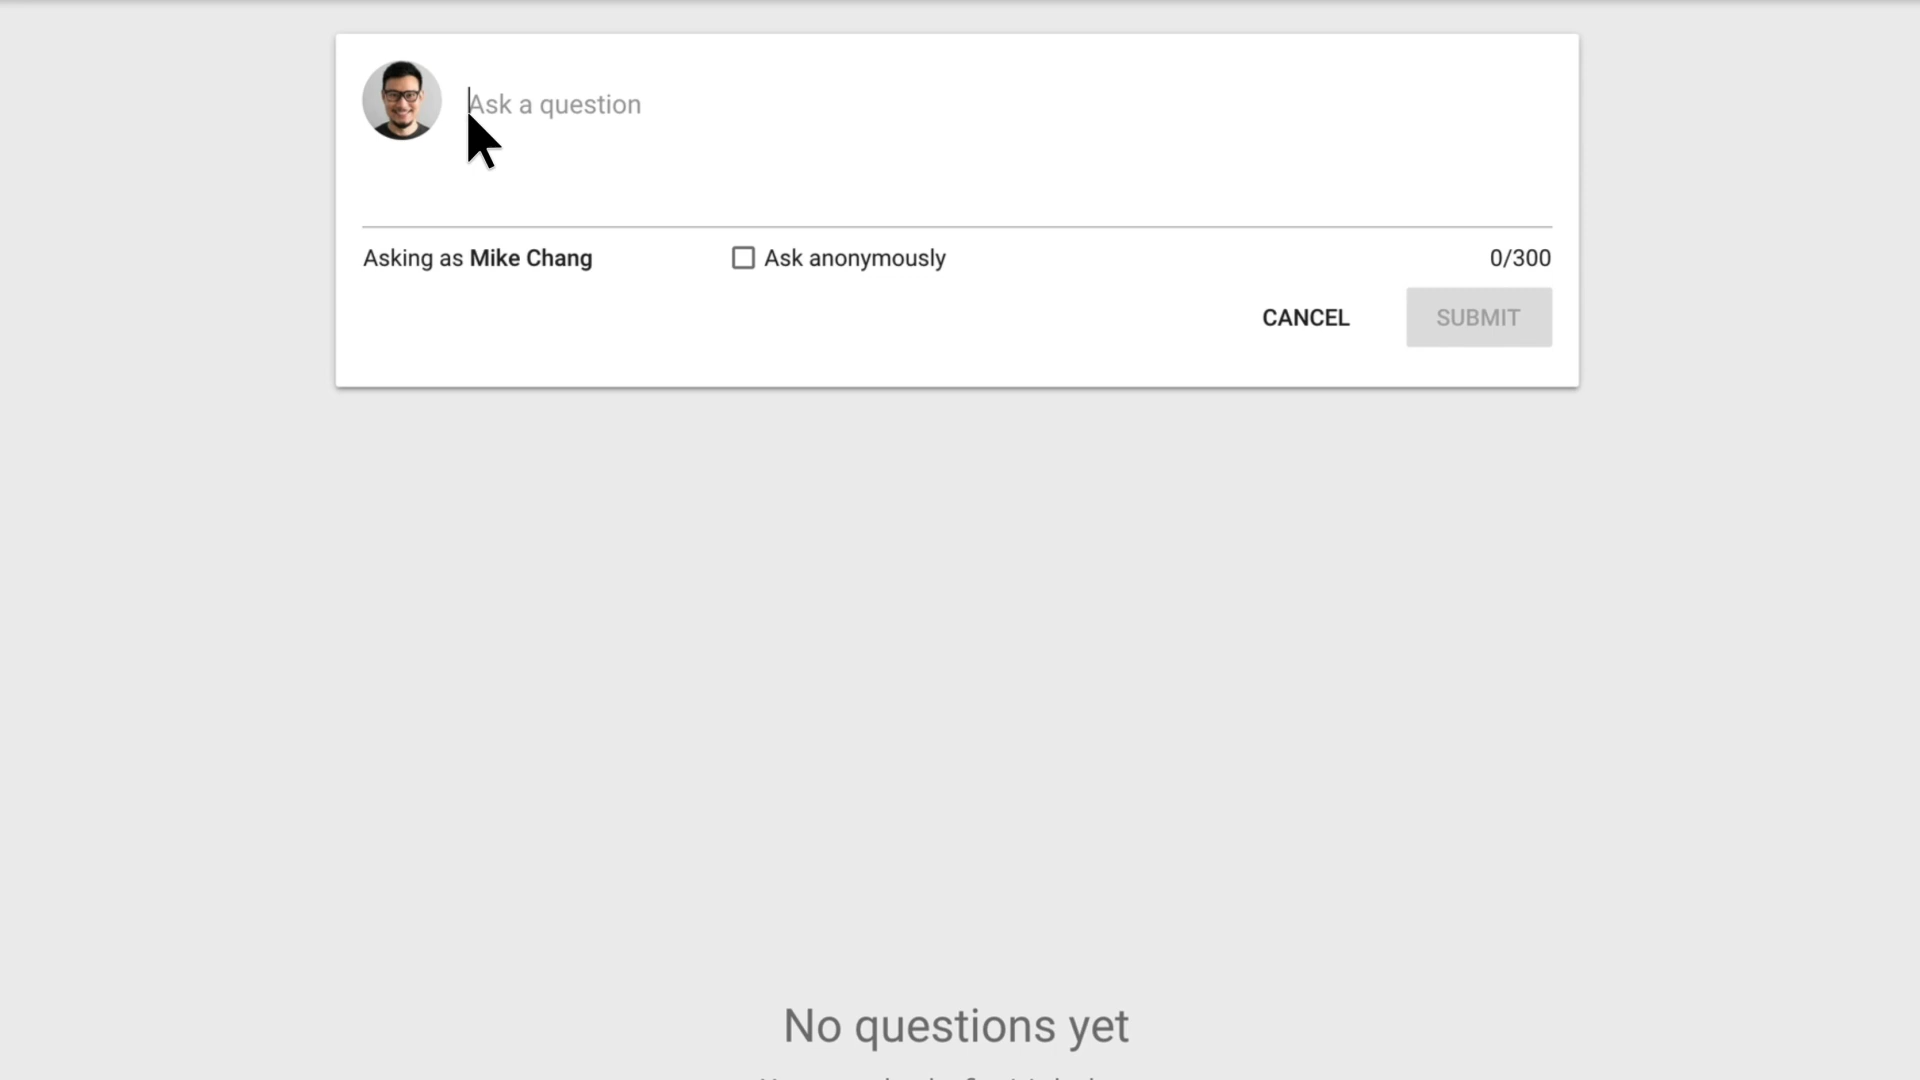 Ask a question
Asking as Mike Chang
Ask anonymously
0/300
CANCEL
SUBMIT
No questions yet